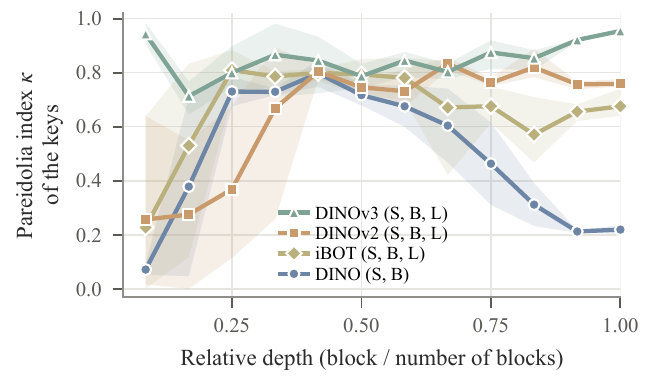 Pareidolia index κ
of the keys
1.0
0.8
0.6
0.4
0.2
0.0
DINOv3 (S, B, L)
DINOv2 (S, B, L)
iBOT (S, B, L)
DINO (S, B)
0.25
0.50
0.75
1.00
Relative depth (block / number of blocks)